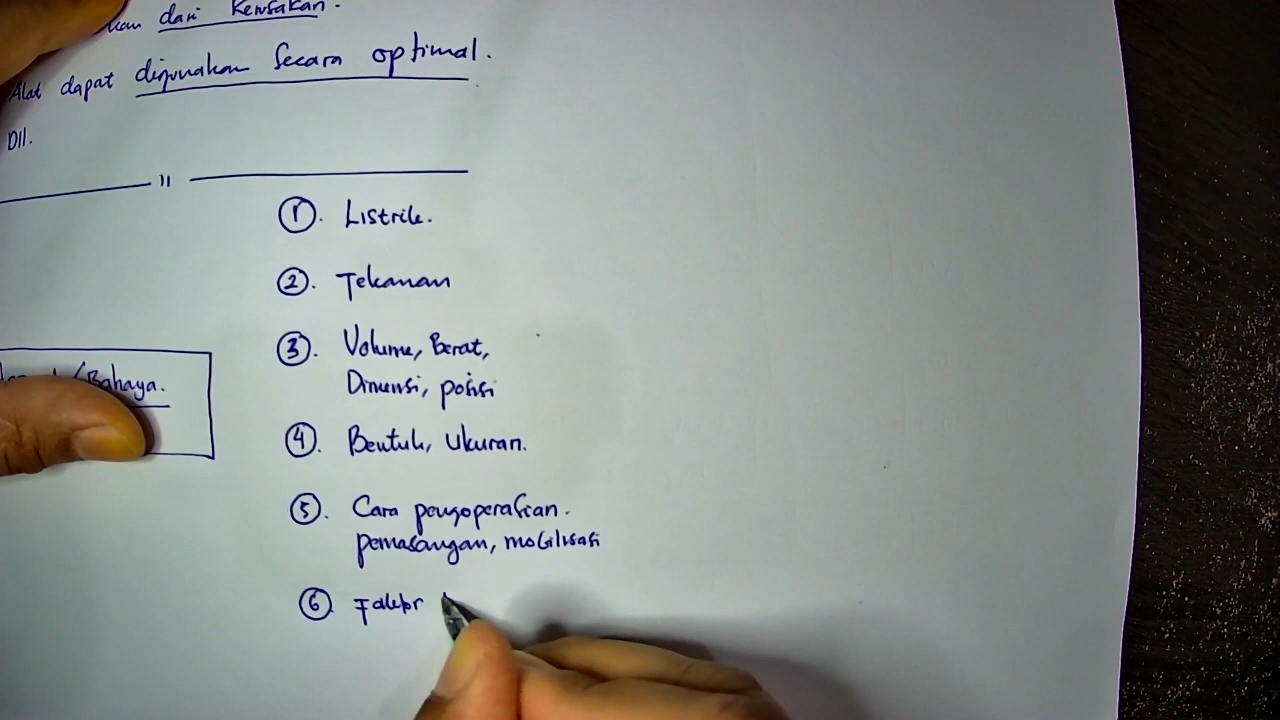 dari Kerusakan.
Alat dapat digunakan secara optimal.
Dll.
1. Listrik.
2. Tekanan
3. Volume, Berat,
Dimensi, posisi
/Bahaya.
4. Bentuk, Ukuran.
5. Cara pengoperasian.
pemasangan, mobilisasi
6 Faktor